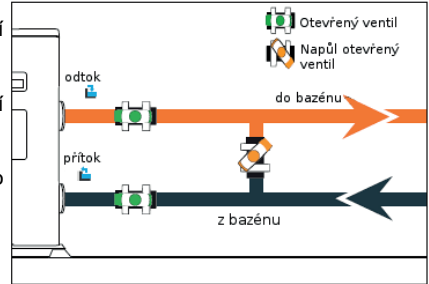 Otevřený ventil
Napůl otevřený
ventil
odtok
do bazénu
přítok
z bazénu